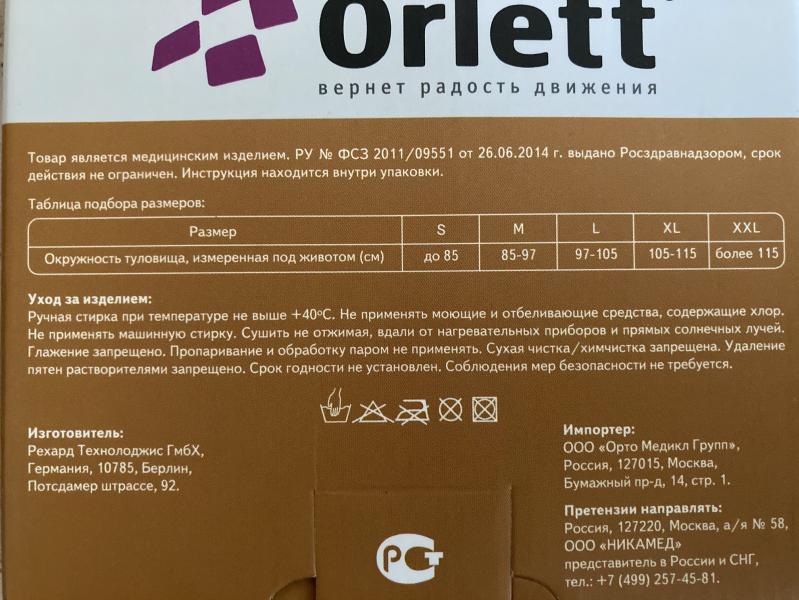 Orlett
вернет радость движения
Товар является медицинским изделием. РУ № ФСЗ 2011/09551 от 26.06.2014 г. выдано Росздравнадзором, срок
действия не ограничен. Инструкция находится внутри упаковки.
Таблица подбора размеров:
Размер S M L XL XXL
Окружность туловища, измеренная под животом (см) до 85 85-97 97-105 105-115 более 115
Уход за изделием:
Ручная стирка при температуре не выше +40ºС. Не применять моющие и отбеливающие средства, содержащие хлор.
Не применять машинную стирку. Сушить не отжимая, вдали от нагревательных приборов и прямых солнечных лучей.
Глажение запрещено. Пропаривание и обработку паром не применять. Сухая чистка/химчистка запрещена. Удаление
пятен растворителями запрещено. Срок годности не установлен. Соблюдения мер безопасности не требуется.
Изготовитель:
Рехард Технолоджис ГмбХ,
Германия, 10785, Берлин,
Потсдамер штрассе, 92.
Импортер:
ООО «Орто Медикл Групп»,
Россия, 127015, Москва,
Бумажный пр-д, 14, стр. 1.
Претензии направлять:
Россия, 127220, Москва, а/я № 58,
ООО «НИКАМЕД»
представитель в России и СНГ,
тел.: +7 (499) 257-45-81.
РСТ